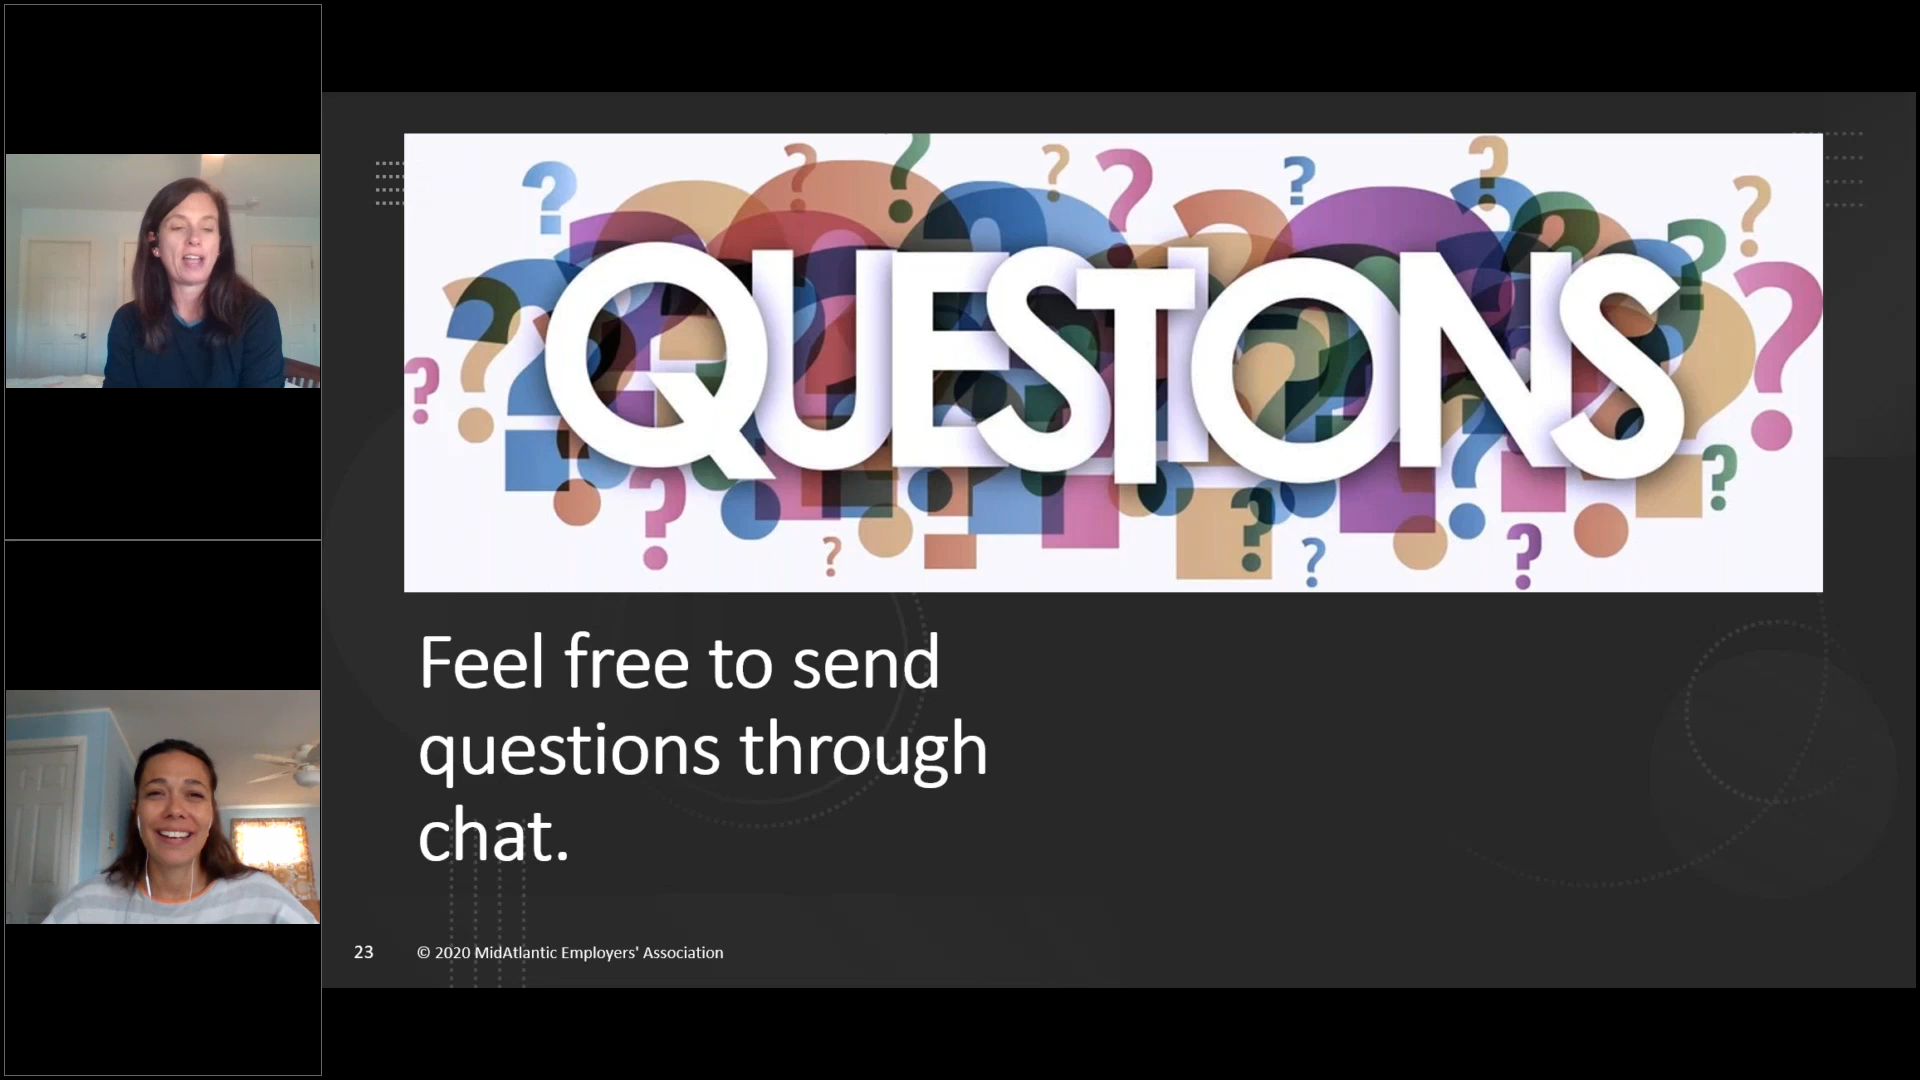 QUESTIONS
Feel free to send
questions through
chat.
23 © 2020 MidAtlantic Employers' Association